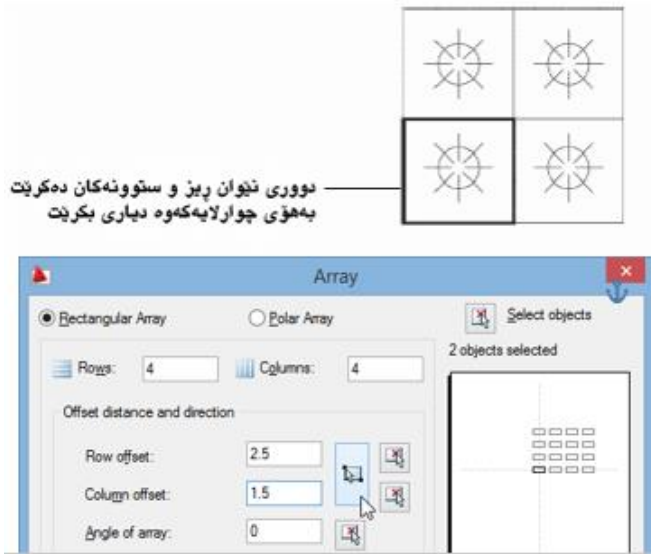 دووری نێوان ڕیز و ستوونەکان دەکرێت
بەهۆی چوارلایەکەوە دیاری بکرێت
Array
Rectangular Array
Polar Array
Select objects
2 objects selected
Rows: 4
Columns: 4
Offset distance and direction
Row offset: 2.5
Column offset: 1.5
Angle of array: 0